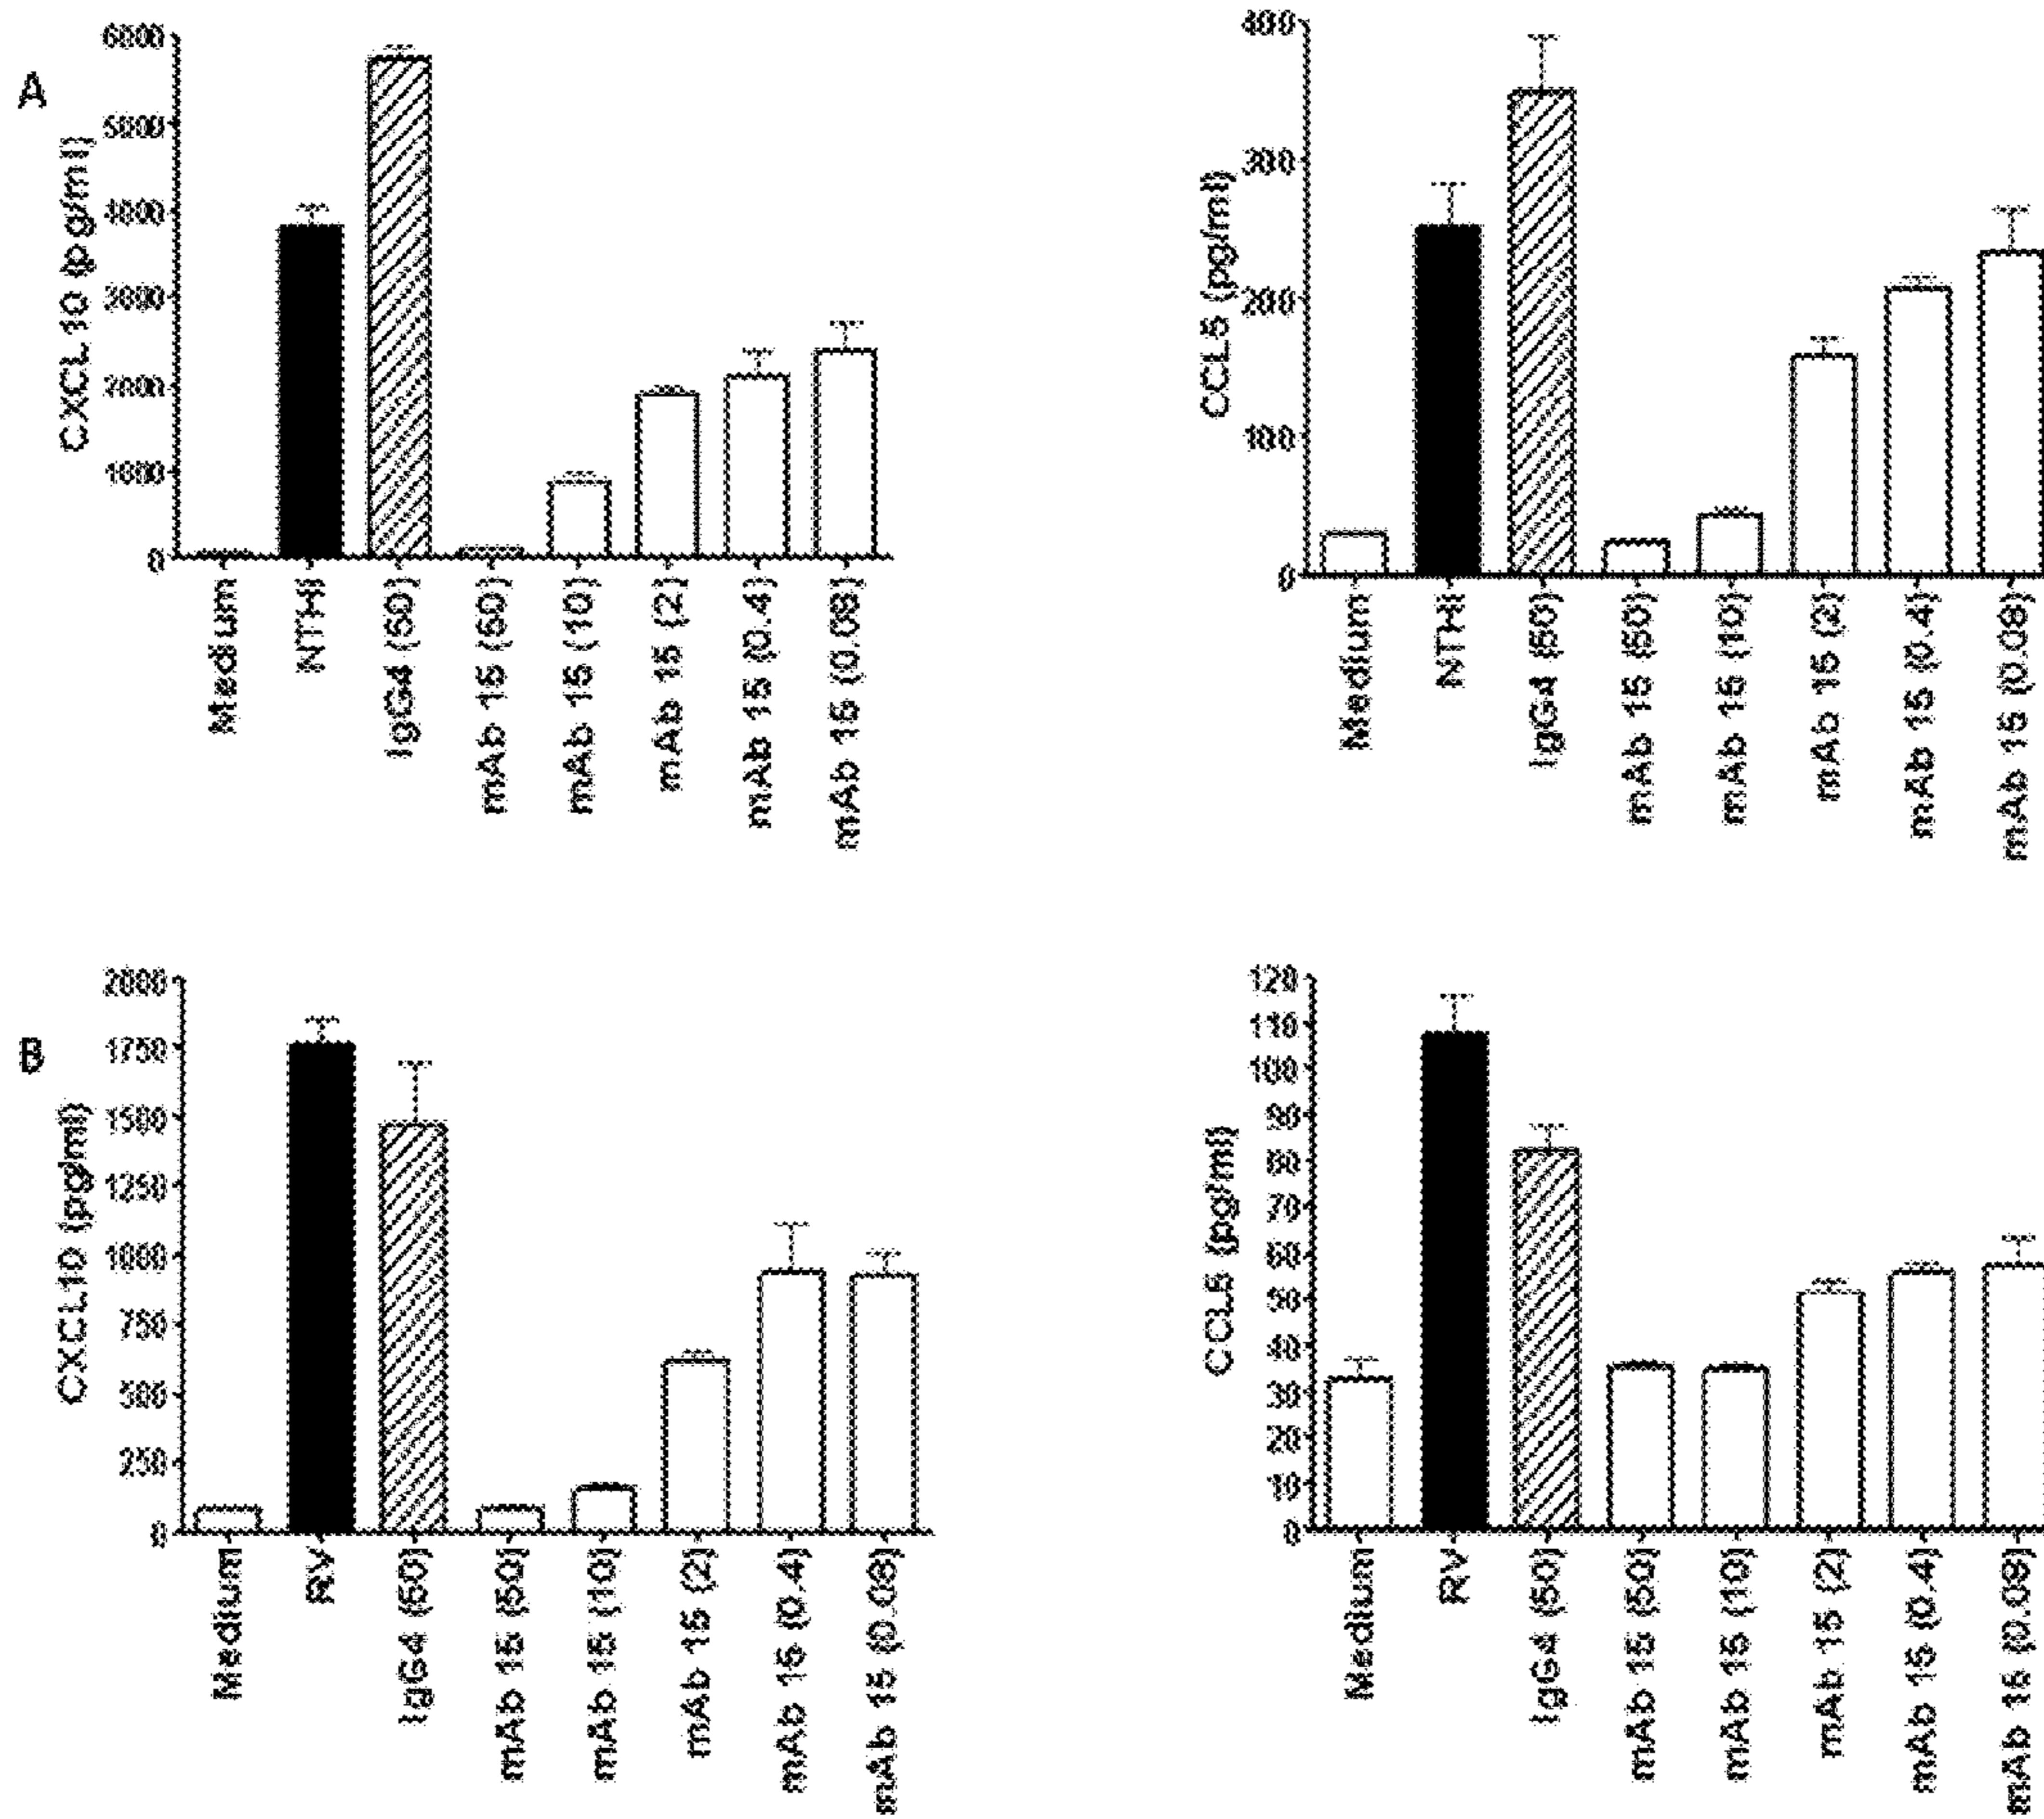 A
CXCL10 (pg/ml)
6000
5000
4000
3000
2000
1000
0
Medium
NTHi
IgG4 (50)
mAb 15 (50)
mAb 15 (10)
mAb 15 (2)
mAb 15 (0.4)
mAb 15 (0.08)
CCL5 (pg/ml)
400
300
200
100
0
Medium
NTHi
IgG4 (50)
mAb 15 (50)
mAb 15 (10)
mAb 15 (2)
mAb 15 (0.4)
mAb 15 (0.08)
B
CXCL10 (pg/ml)
2000
1750
1500
1250
1000
750
500
250
0
Medium
RV
IgG4 (50)
mAb 15 (50)
mAb 15 (10)
mAb 15 (2)
mAb 15 (0.4)
mAb 15 (0.08)
CCL5 (pg/ml)
120
110
100
90
80
70
60
50
40
30
20
10
0
Medium
RV
IgG4 (50)
mAb 15 (50)
mAb 15 (10)
mAb 15 (2)
mAb 15 (0.4)
mAb 15 (0.08)